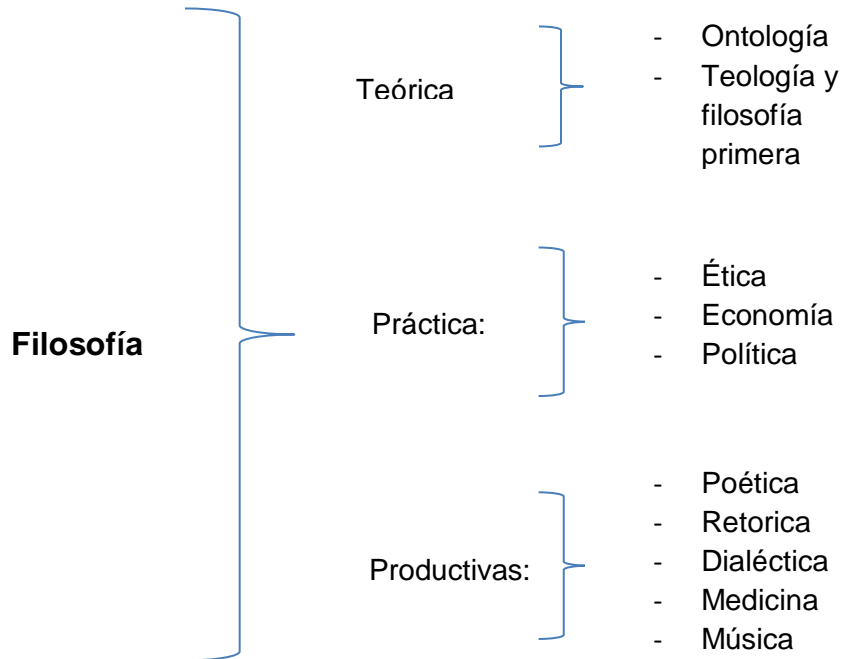 Filosofía
Teórica
- Ontología
- Teología y
filosofía
primera
Práctica:
- Ética
- Economía
- Política
Productivas:
- Poética
- Retorica
- Dialéctica
- Medicina
- Música